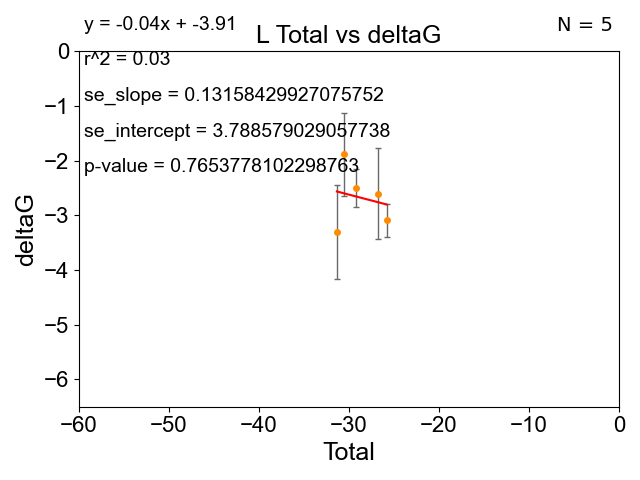 y = -0.04x + -3.91
N = 5
L Total vs deltaG
r^2 = 0.03
se_slope = 0.13158429927075752
se_intercept = 3.788579029057738
p-value = 0.7653778102298763
deltaG
0
−1
−2
−3
−4
−5
−6
−60 −50 −40 −30 −20 −10 0
Total